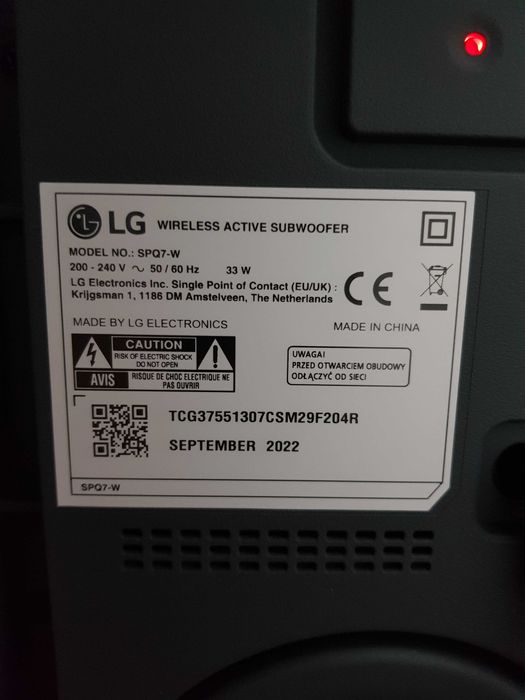 LG WIRELESS ACTIVE SUBWOOFER
MODEL NO.: SPQ7-W
200 - 240 V ~ 50 / 60 Hz 33 W
LG Electronics Inc. Single Point of Contact (EU/UK) :
Krijgsman 1, 1186 DM Amstelveen, The Netherlands
CE
MADE BY LG ELECTRONICS
MADE IN CHINA
CAUTION
RISK OF ELECTRIC SHOCK
DO NOT OPEN
AVIS
RISQUE DE CHOC ELECTRIQUE NE
PAS OUVRIR
UWAGA!
PRZED OTWARCIEM OBUDOWY
ODŁĄCZYĆ OD SIECI
TCG37551307CSM29F204R
SEPTEMBER 2022
SPQ7-W